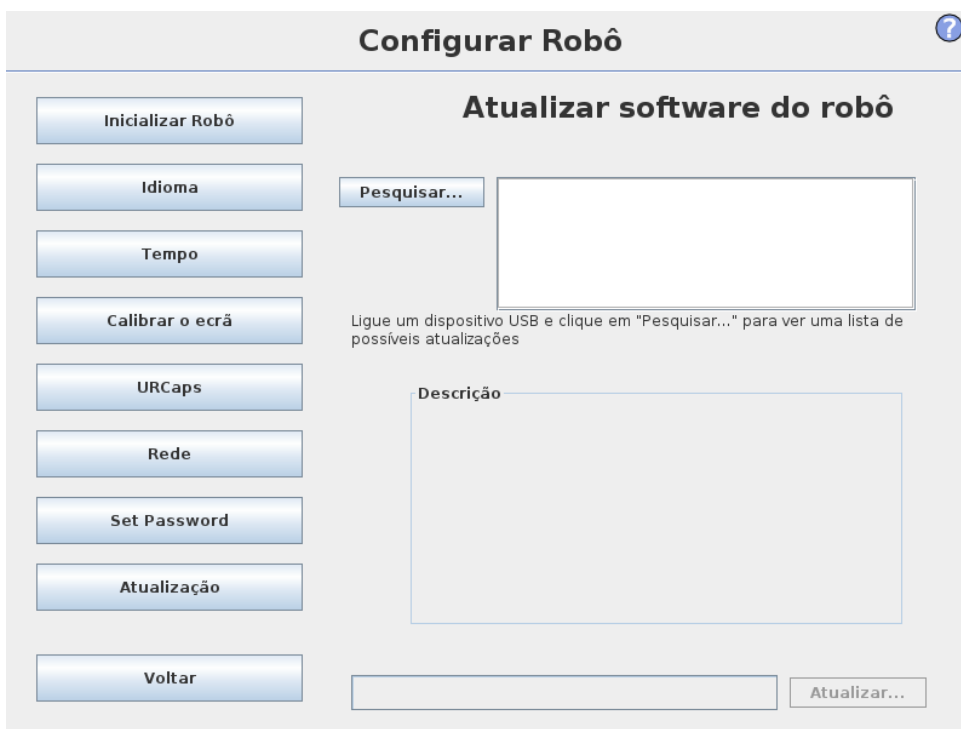 Configurar Robô
?
Inicializar Robô
Idioma
Tempo
Calibrar o ecrã
URCaps
Rede
Set Password
Atualização
Voltar
Atualizar software do robô
Pesquisar...
Ligue um dispositivo USB e clique em "Pesquisar..." para ver uma lista de
possíveis atualizações
Descrição
Atualizar...